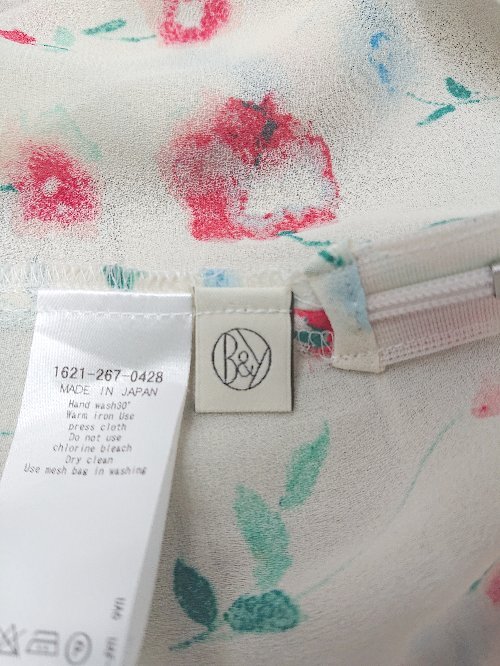 1621-267-0428
MADE IN JAPAN
Hand wash30°
Warm iron Use
press cloth
Do not use
chlorine bleach
Dry clean
Use mesh bag in washing
B&Y
UA6